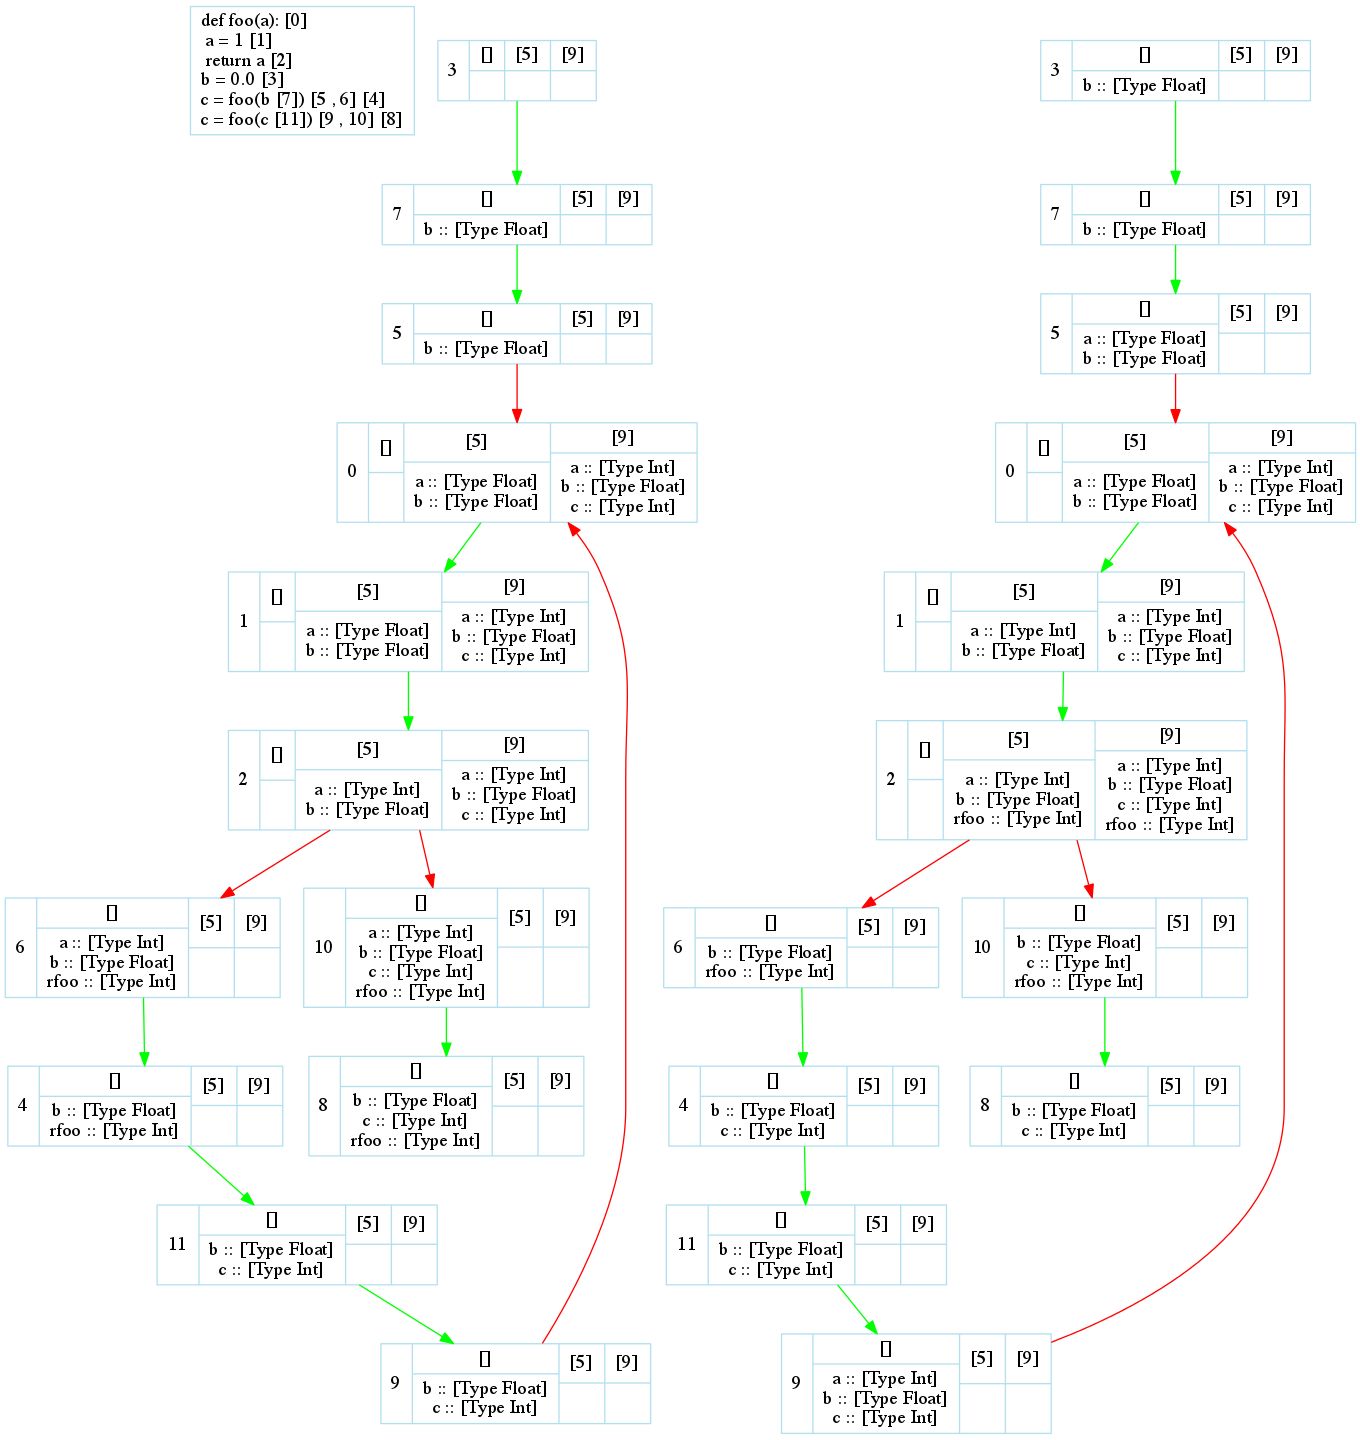 def foo(a): [0]
a = 1 [1]
return a [2]
b = 0.0 [3]
c = foo(b [7]) [5 , 6] [4]
c = foo(c [11]) [9 , 10] [8]
3 [] [5] [9]
7 [] [5] [9]
b :: [Type Float]
5 [] [5] [9]
b :: [Type Float]
0 [] [5] [9]
a :: [Type Float] a :: [Type Int]
b :: [Type Float] b :: [Type Float]
c :: [Type Int]
1 [] [5] [9]
a :: [Type Float] a :: [Type Int]
b :: [Type Float] b :: [Type Float]
c :: [Type Int]
2 [] [5] [9]
a :: [Type Int] a :: [Type Int]
b :: [Type Float] b :: [Type Float]
c :: [Type Int]
6 [] [5] [9]
a :: [Type Int]
b :: [Type Float]
rfoo :: [Type Int]
10 [] [5] [9]
a :: [Type Int]
b :: [Type Float]
c :: [Type Int]
rfoo :: [Type Int]
4 [] [5] [9]
b :: [Type Float]
rfoo :: [Type Int]
8 [] [5] [9]
b :: [Type Float]
c :: [Type Int]
rfoo :: [Type Int]
11 [] [5] [9]
b :: [Type Float]
c :: [Type Int]
9 [] [5] [9]
b :: [Type Float]
c :: [Type Int]
3 [] [5] [9]
b :: [Type Float]
7 [] [5] [9]
b :: [Type Float]
5 [] [5] [9]
a :: [Type Float]
b :: [Type Float]
0 [] [5] [9]
a :: [Type Float] a :: [Type Int]
b :: [Type Float] b :: [Type Float]
c :: [Type Int]
1 [] [5] [9]
a :: [Type Int] a :: [Type Int]
b :: [Type Float] b :: [Type Float]
c :: [Type Int]
2 [] [5] [9]
a :: [Type Int] a :: [Type Int]
b :: [Type Float] b :: [Type Float]
rfoo :: [Type Int] c :: [Type Int]
rfoo :: [Type Int]
6 [] [5] [9]
b :: [Type Float]
rfoo :: [Type Int]
10 [] [5] [9]
b :: [Type Float]
c :: [Type Int]
rfoo :: [Type Int]
4 [] [5] [9]
b :: [Type Float]
c :: [Type Int]
8 [] [5] [9]
b :: [Type Float]
c :: [Type Int]
11 [] [5] [9]
b :: [Type Float]
c :: [Type Int]
9 [] [5] [9]
a :: [Type Int]
b :: [Type Float]
c :: [Type Int]